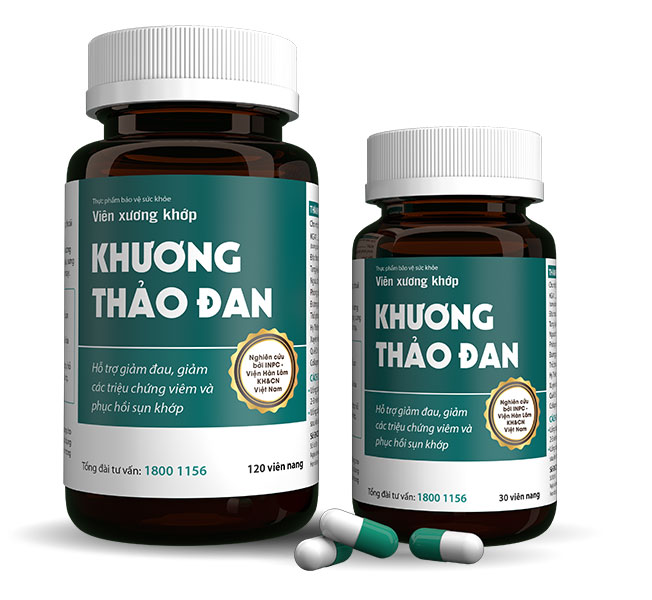 Thực phẩm bảo vệ sức khỏe
Viên xương khớp
KHƯƠNG
THẢO ĐAN
Hỗ trợ giảm đau, giảm
các triệu chứng viêm và
phục hồi sụn khớp
Nghiên cứu
bởi INPC -
Viện Hàn Lâm
KH&CN
Việt Nam
Tổng đài tư vấn: 1800 1156
120 viên nang
Thực phẩm bảo vệ sức khỏe
Viên xương khớp
KHƯƠNG
THẢO ĐAN
Hỗ trợ giảm đau, giảm
các triệu chứng viêm và
phục hồi sụn khớp
Nghiên cứu
bởi INPC -
Viện Hàn Lâm
KH&CN
Việt Nam
Tổng đài tư vấn: 1800 1156
30 viên nang